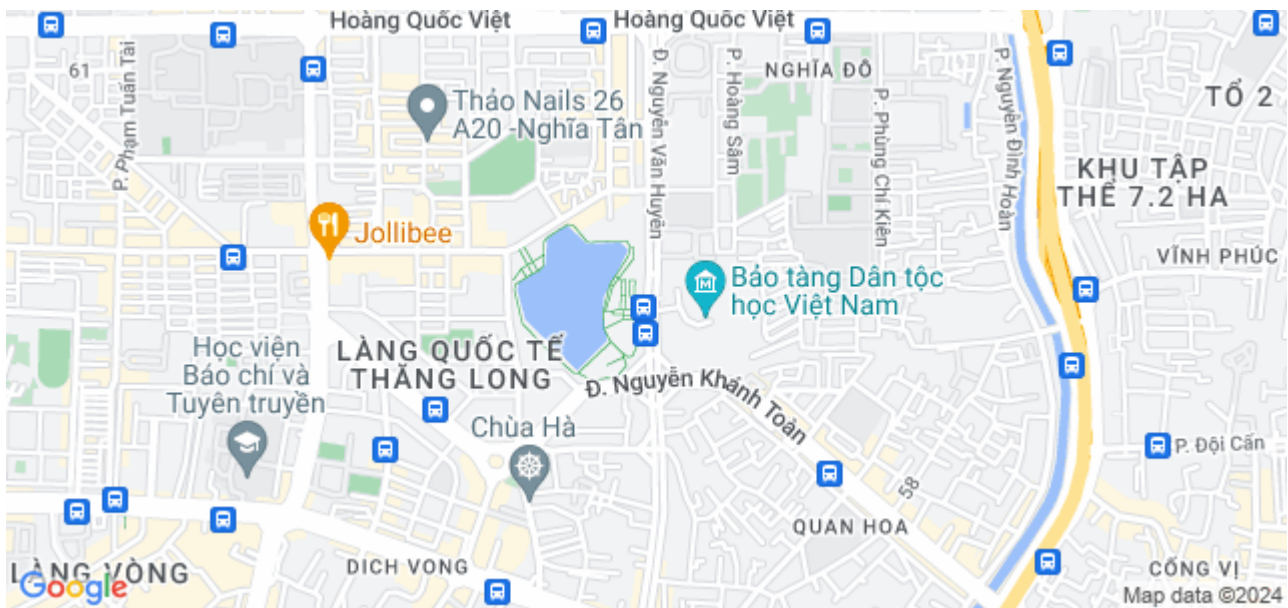 Hoàng Quốc Việt
Hoàng Quốc Việt
61
P. Phạm Tuấn Tài
Thảo Nails 26
A20 -Nghĩa Tân
Đ. Nguyễn Văn Huyên
P. Hoàng Sâm
NGHĨA ĐÔ
P. Phùng Chí Kiên
P. Nguyễn Đình Hoàn
TỔ 2
KHU TẬP
THỂ 7.2 HA
Jollibee
VĨNH PHÚC
Bảo tàng Dân tộc
học Việt Nam
Học viện
Báo chí và
Tuyên truyền
LÀNG QUỐC TẾ
THĂNG LONG
Đ. Nguyễn Khánh Toàn
Chùa Hà
P. Đội Cấn
58
QUAN HOA
DICH VONG
LÀNG VÒNG
CỐNG VỊ
Google
Map data ©2024